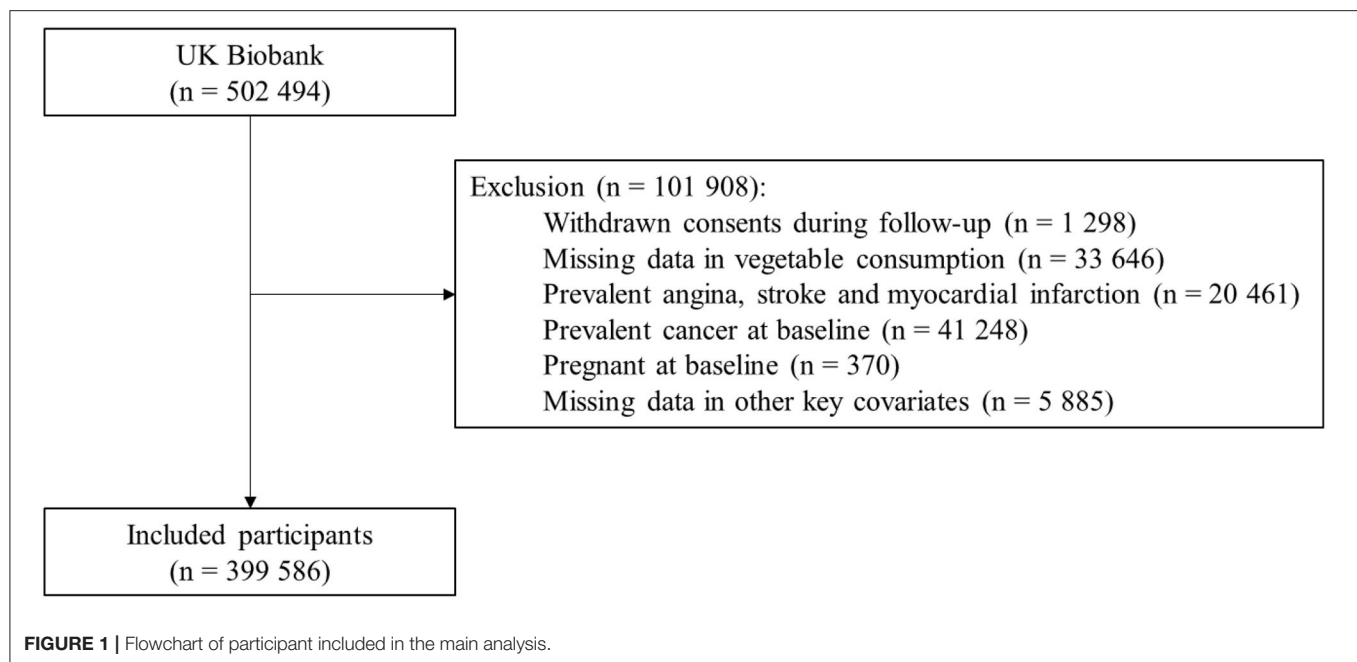 UK Biobank
(n = 502 494)
Exclusion (n = 101 908):
Withdrawn consents during follow-up (n = 1 298)
Missing data in vegetable consumption (n = 33 646)
Prevalent angina, stroke and myocardial infarction (n = 20 461)
Prevalent cancer at baseline (n = 41 248)
Pregnant at baseline (n = 370)
Missing data in other key covariates (n = 5 885)
Included participants
(n = 399 586)
FIGURE 1 | Flowchart of participant included in the main analysis.